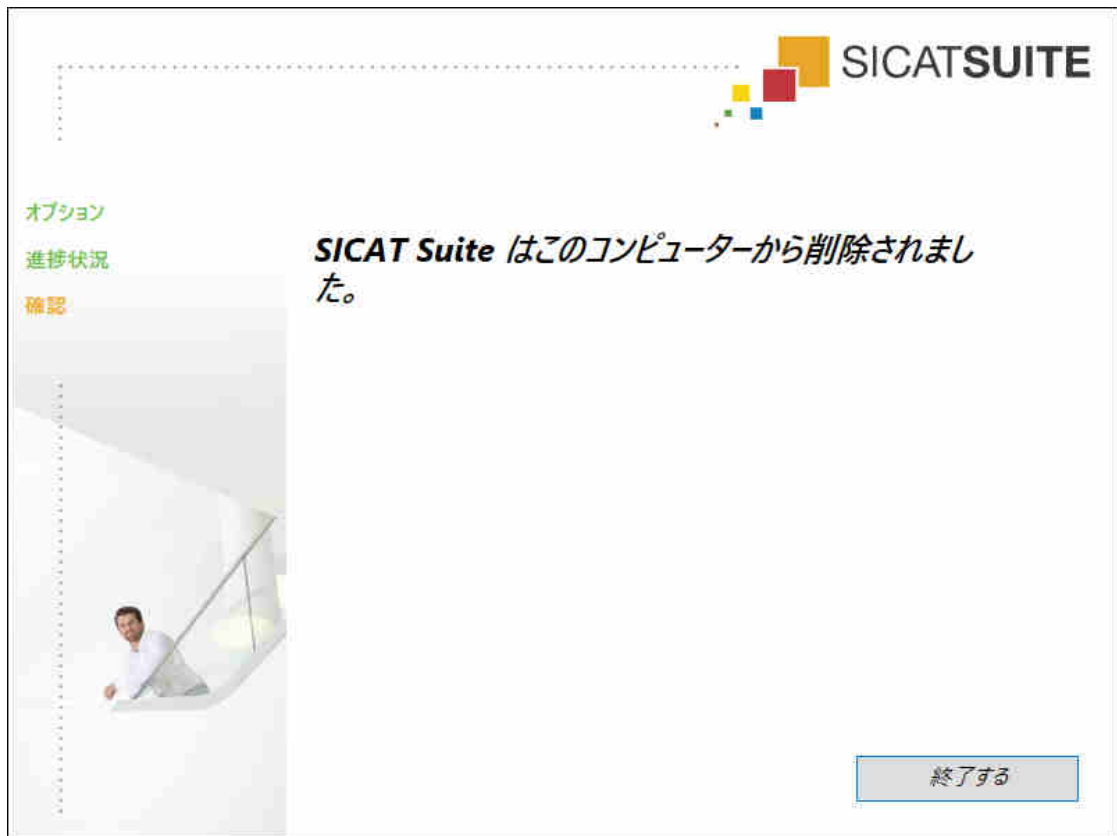 SICATSUITE
オプション
進捗状況
確認
SICAT Suite はこのコンピューターから削除されまし
た。
終了する